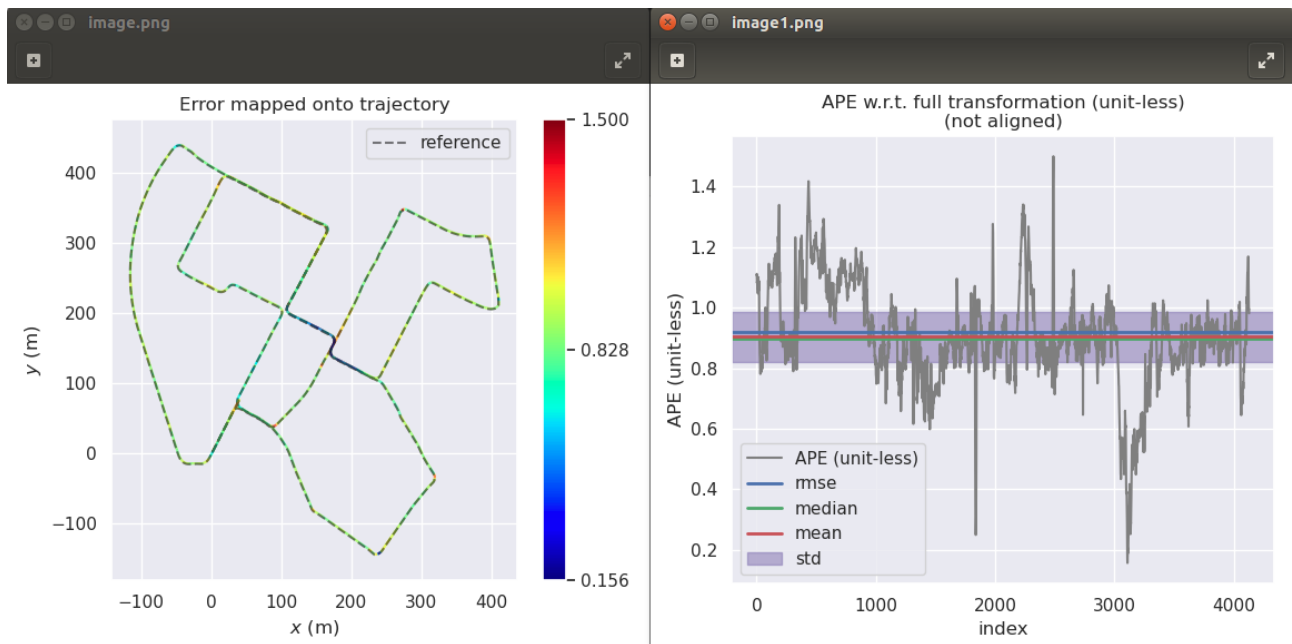 image.png
Error mapped onto trajectory
reference
400
300
200
100
0
−100
y (m)
−100 0 100 200 300 400
x (m)
1.500
0.828
0.156
image1.png
APE w.r.t. full transformation (unit-less)
(not aligned)
1.4
1.2
1.0
0.8
0.6
0.4
0.2
APE (unit-less)
APE (unit-less)
rmse
median
mean
std
0 1000 2000 3000 4000
index